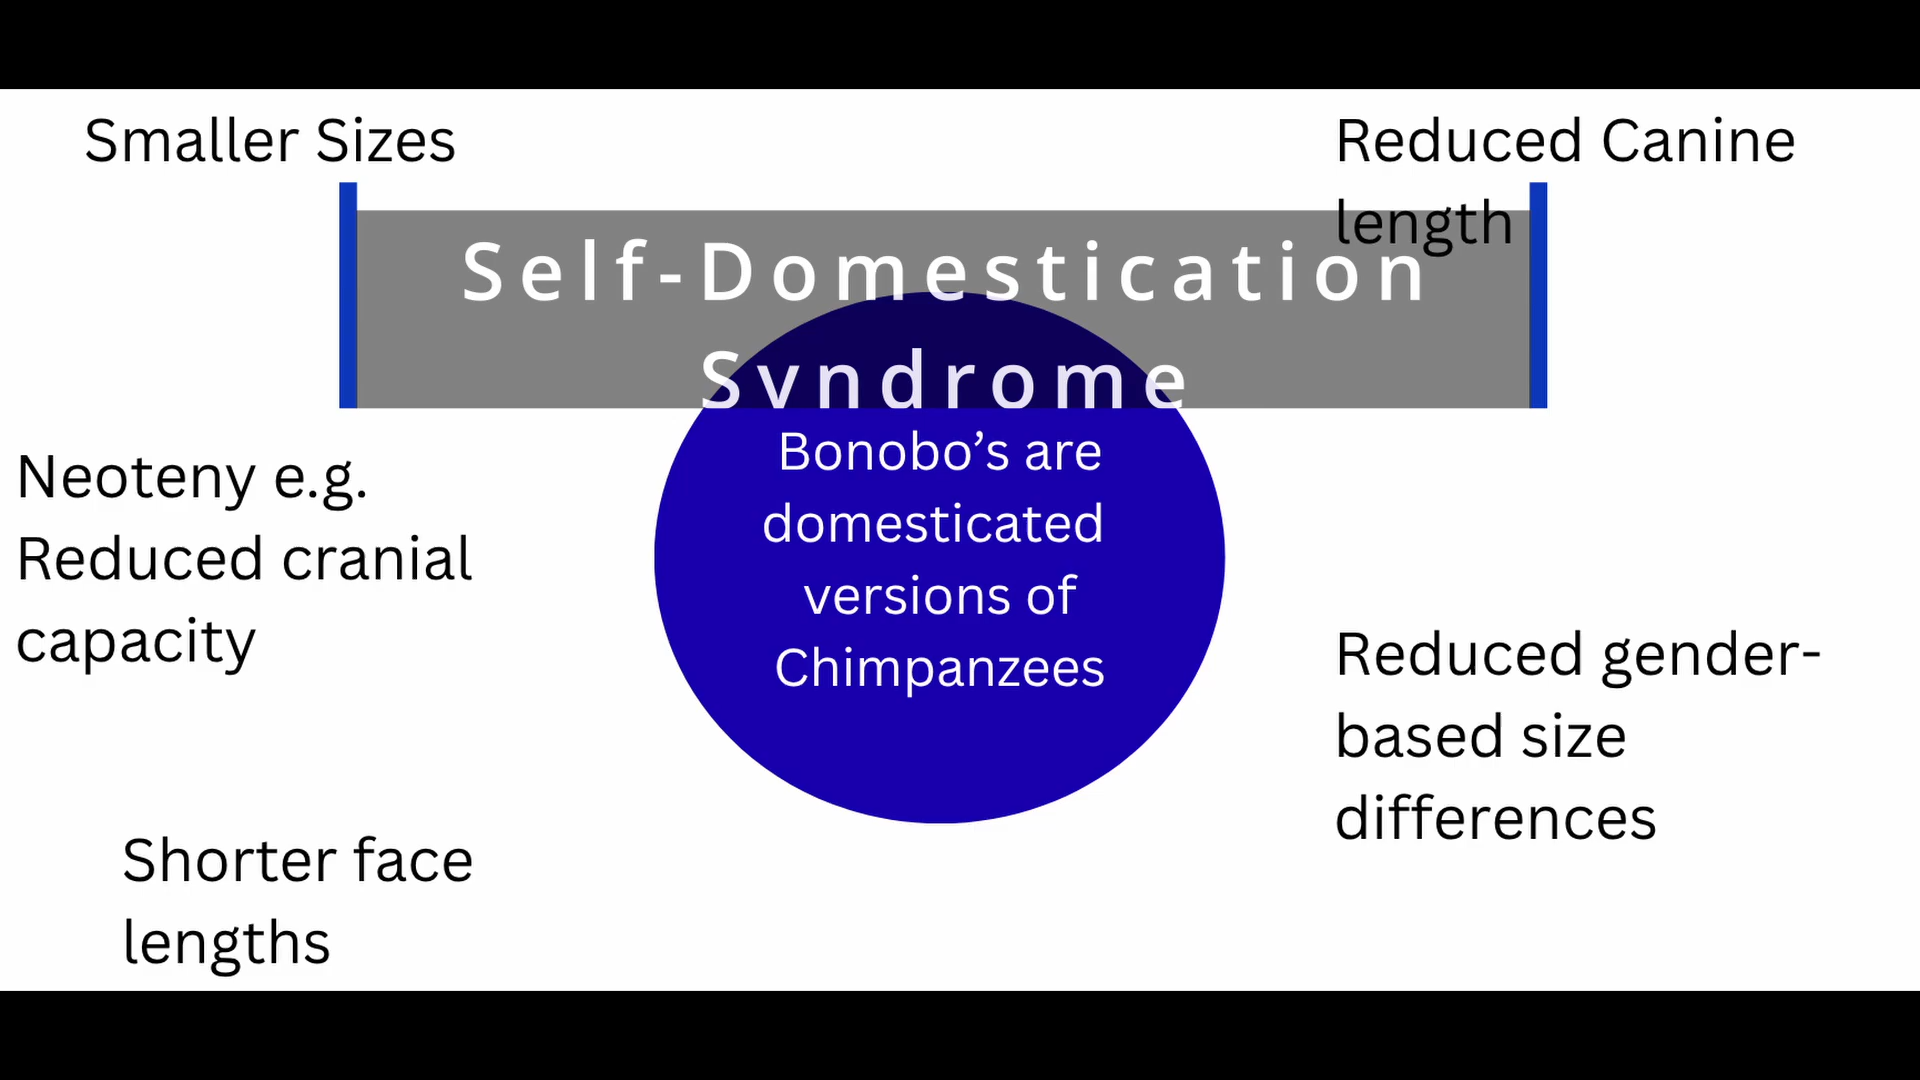 Smaller Sizes
Reduced Canine
length
Self-Domestication
Syndrome
Bonobo’s are
domesticated
versions of
Chimpanzees
Neoteny e.g.
Reduced cranial
capacity
Reduced gender-
based size
differences
Shorter face
lengths